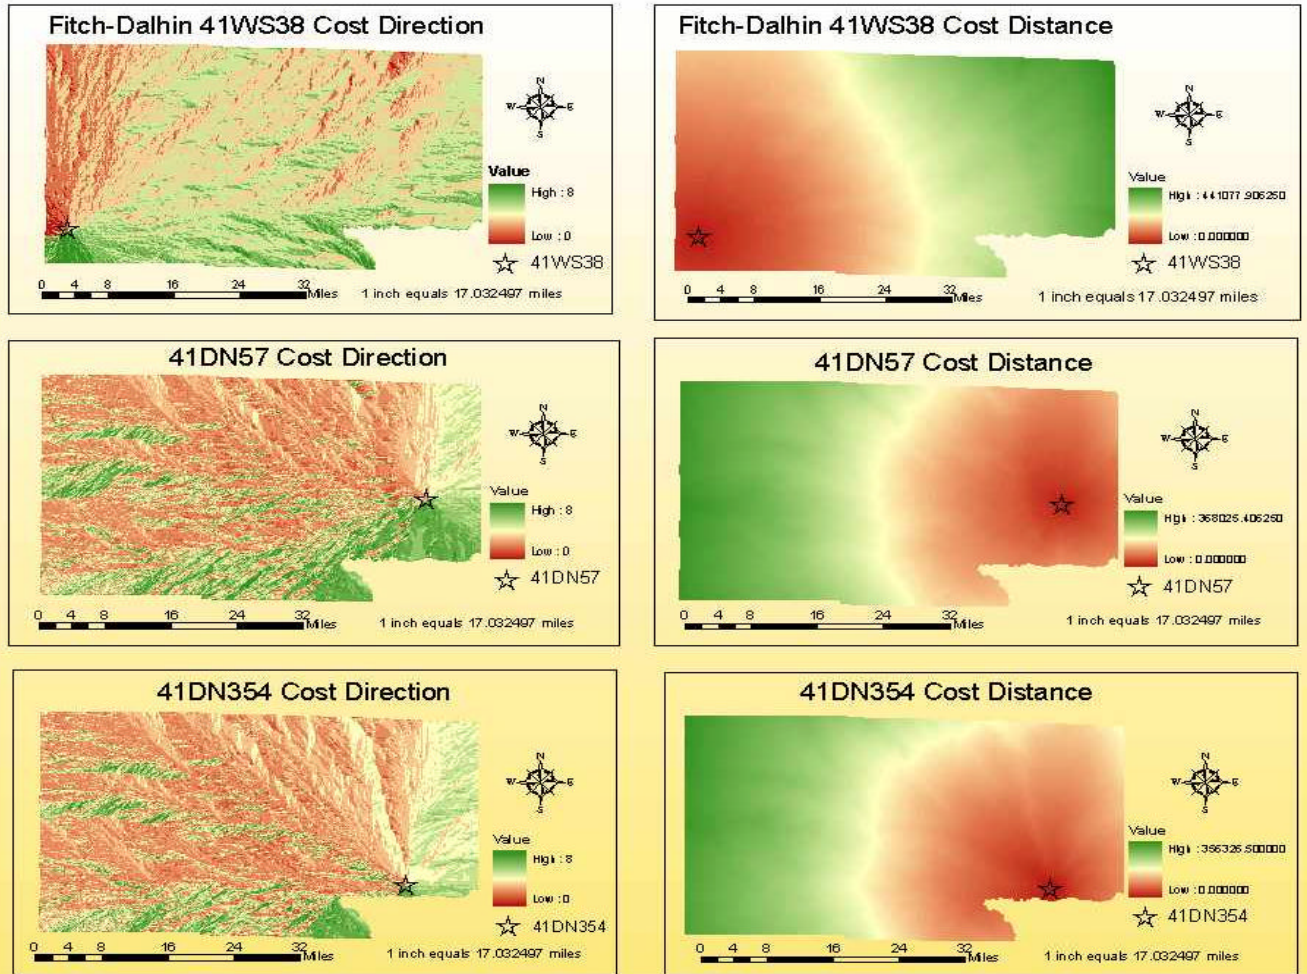 Fitch-Dalhin 41WS38 Cost Direction
N
W E
S
Value
High : 8
Low : 0
41WS38
0 4 8 16 24 32
Miles
1 inch equals 17.032497 miles
Fitch-Dalhin 41WS38 Cost Distance
N
W E
S
Value
High : 441077.906250
Low : 0.000000
41WS38
0 4 8 16 24 32
Miles
1 inch equals 17.032497 miles
41DN57 Cost Direction
N
W E
S
Value
High : 8
Low : 0
41DN57
0 4 8 16 24 32
Miles
1 inch equals 17.032497 miles
41DN57 Cost Distance
N
W E
S
Value
High : 368025.406250
Low : 0.000000
41DN57
0 4 8 16 24 32
Miles
1 inch equals 17.032497 miles
41DN354 Cost Direction
N
W E
S
Value
High : 8
Low : 0
41DN354
0 4 8 16 24 32
Miles
1 inch equals 17.032497 miles
41DN354 Cost Distance
N
W E
S
Value
High : 356326.500000
Low : 0.000000
41DN354
0 4 8 16 24 32
Miles
1 inch equals 17.032497 miles